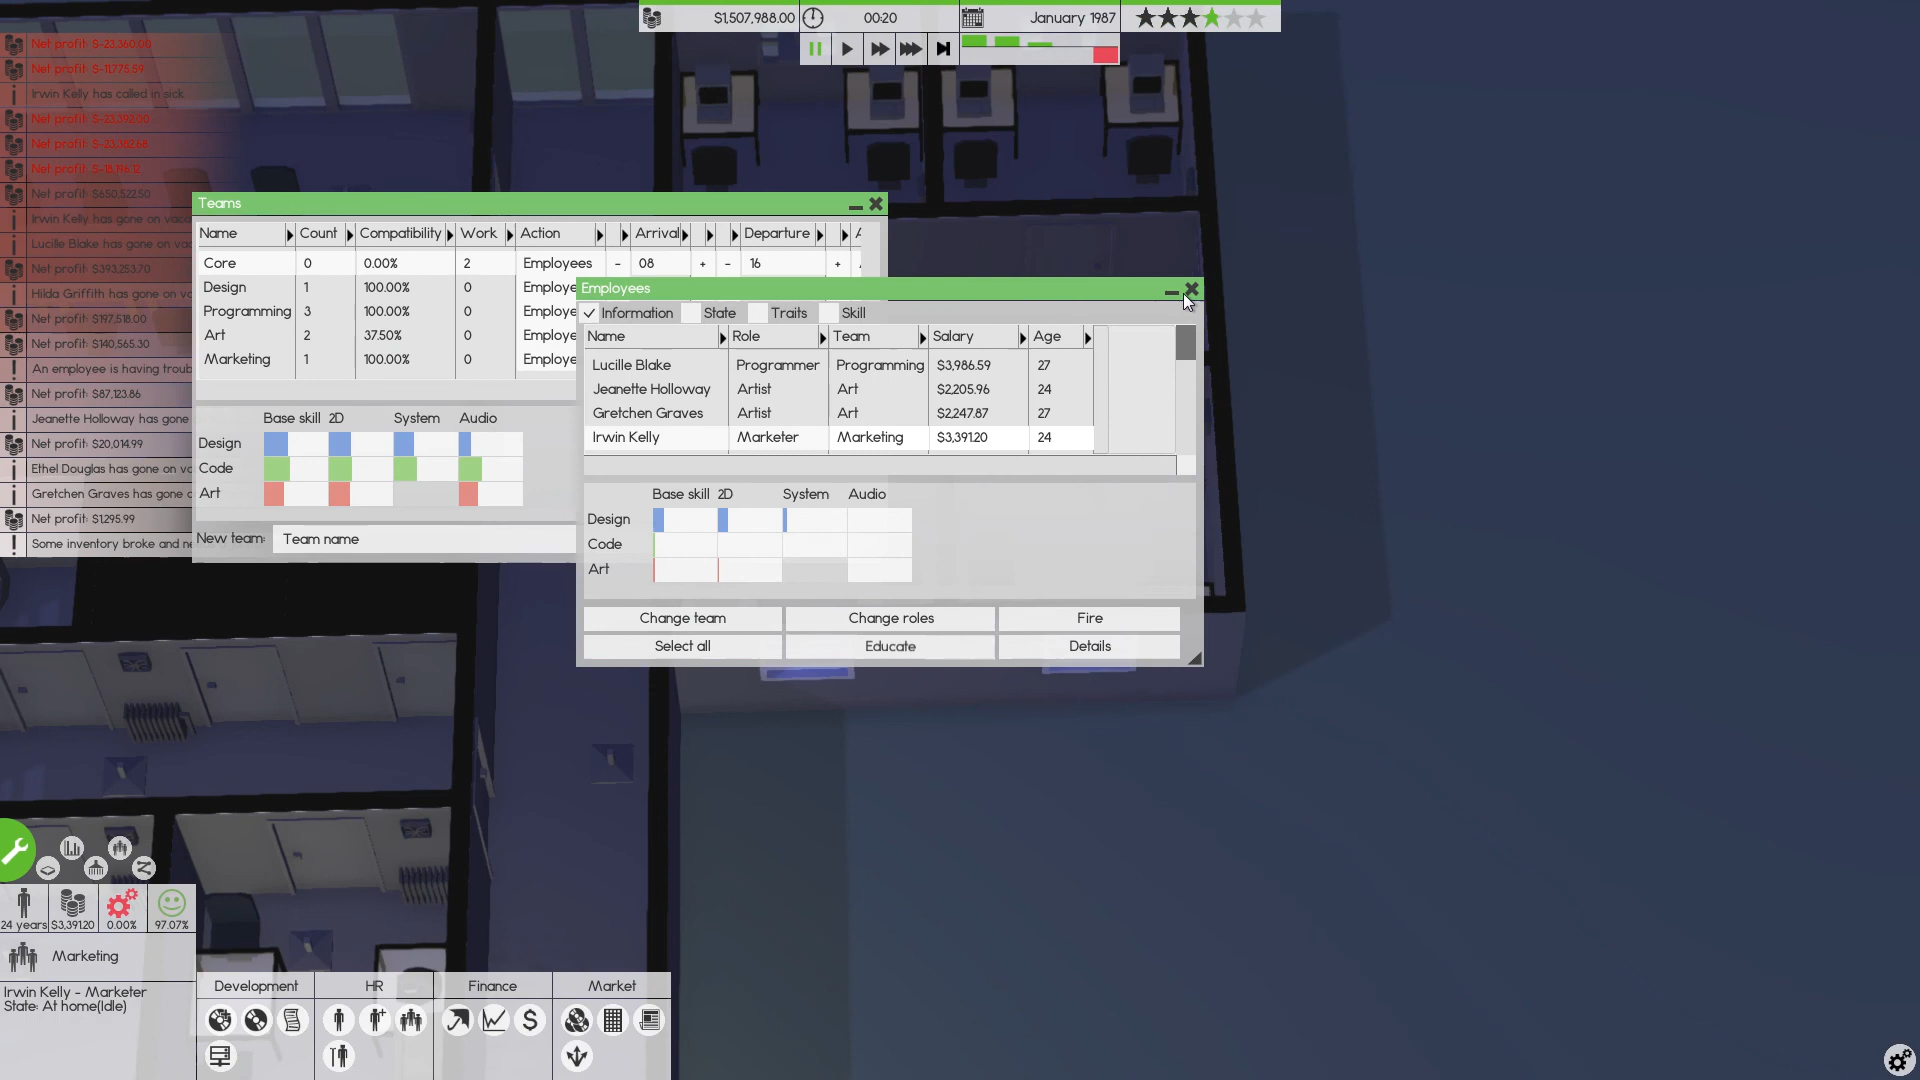 $1,507,988.00
00:20
January 1987
Net profit: $-23,360.00
Net profit: $-11,775.59
Irwin Kelly has called in sick
Net profit: $-23,392.00
Net profit: $-23,382.68
Net profit: $-18,196.12
Net profit: $650,522.50
Irwin Kelly has gone on vaca
Lucille Blake has gone on vac
Net profit: $393,253.70
Hilda Griffith has gone on va
Net profit: $197,518.00
Net profit: $140,565.30
An employee is having troub
Net profit: $87,123.86
Jeanette Holloway has gone
Net profit: $20,014.99
Ethel Douglas has gone on va
Gretchen Graves has gone o
Net profit: $1,295.99
Some inventory broke and ne
Teams
Name Count Compatibility Work Action Arrival Departure A
Core 0 0.00% 2 Employees - 08 + - 16 +
Design 1 100.00% 0 Employe
Programming 3 100.00% 0 Employe
Art 2 37.50% 0 Employe
Marketing 1 100.00% 0 Employe
Base skill 2D System Audio
Design
Code
Art
New team: Team name
Employees
Information State Traits Skill
Name Role Team Salary Age
Lucille Blake Programmer Programming $3,986.59 27
Jeanette Holloway Artist Art $2,205.96 24
Gretchen Graves Artist Art $2,247.87 27
Irwin Kelly Marketer Marketing $3,391.20 24
Base skill 2D System Audio
Design
Code
Art
Change team Change roles Fire
Select all Educate Details
24 years $3,391.20 0.00% 97.07%
Marketing
Irwin Kelly - Marketer
State: At home(Idle)
Development HR Finance Market